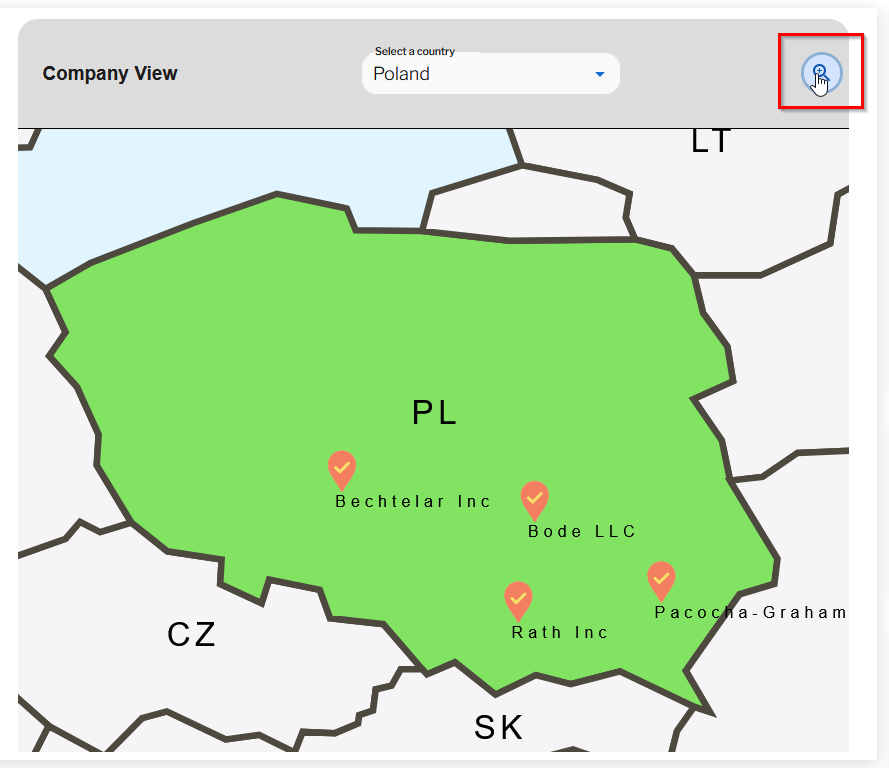 Select a country
Company View
Poland
LT
PL
Bechtelar Inc
Bode LLC
Pacocha-Graham
Rath Inc
CZ
SK